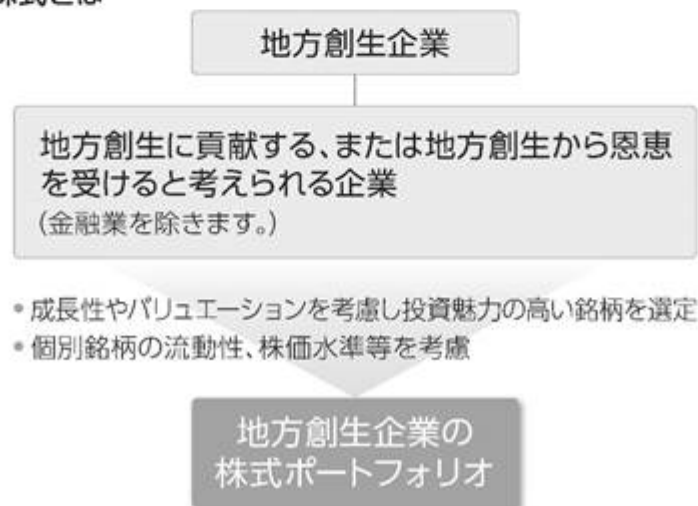 株式とは
地方創生企業
地方創生に貢献する、または地方創生から恩恵
を受けると考えられる企業
(金融業を除きます。)
• 成長性やバリュエーションを考慮し投資魅力の高い銘柄を選定
• 個別銘柄の流動性、株価水準等を考慮
地方創生企業の
株式ポートフォリオ